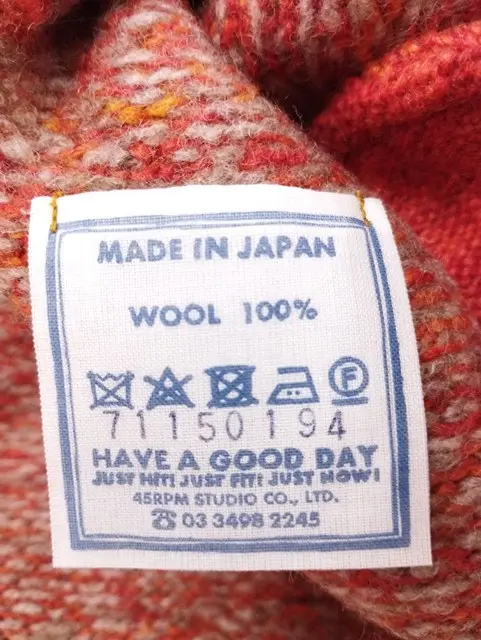 MADE IN JAPAN
WOOL 100%
F
71150194
HAVE A GOOD DAY
JUST HIT! JUST FIT! JUST NOW!
45RPM STUDIO CO., LTD.
☎ 03 3498 2245